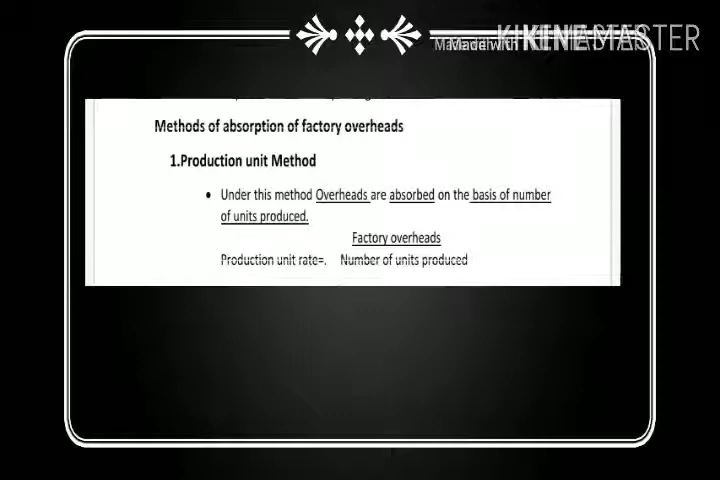 Made with KINEMASTER
Methods of absorption of factory overheads
1.Production unit Method
• Under this method Overheads are absorbed on the basis of number
of units produced.
Factory overheads
Production unit rate=. Number of units produced